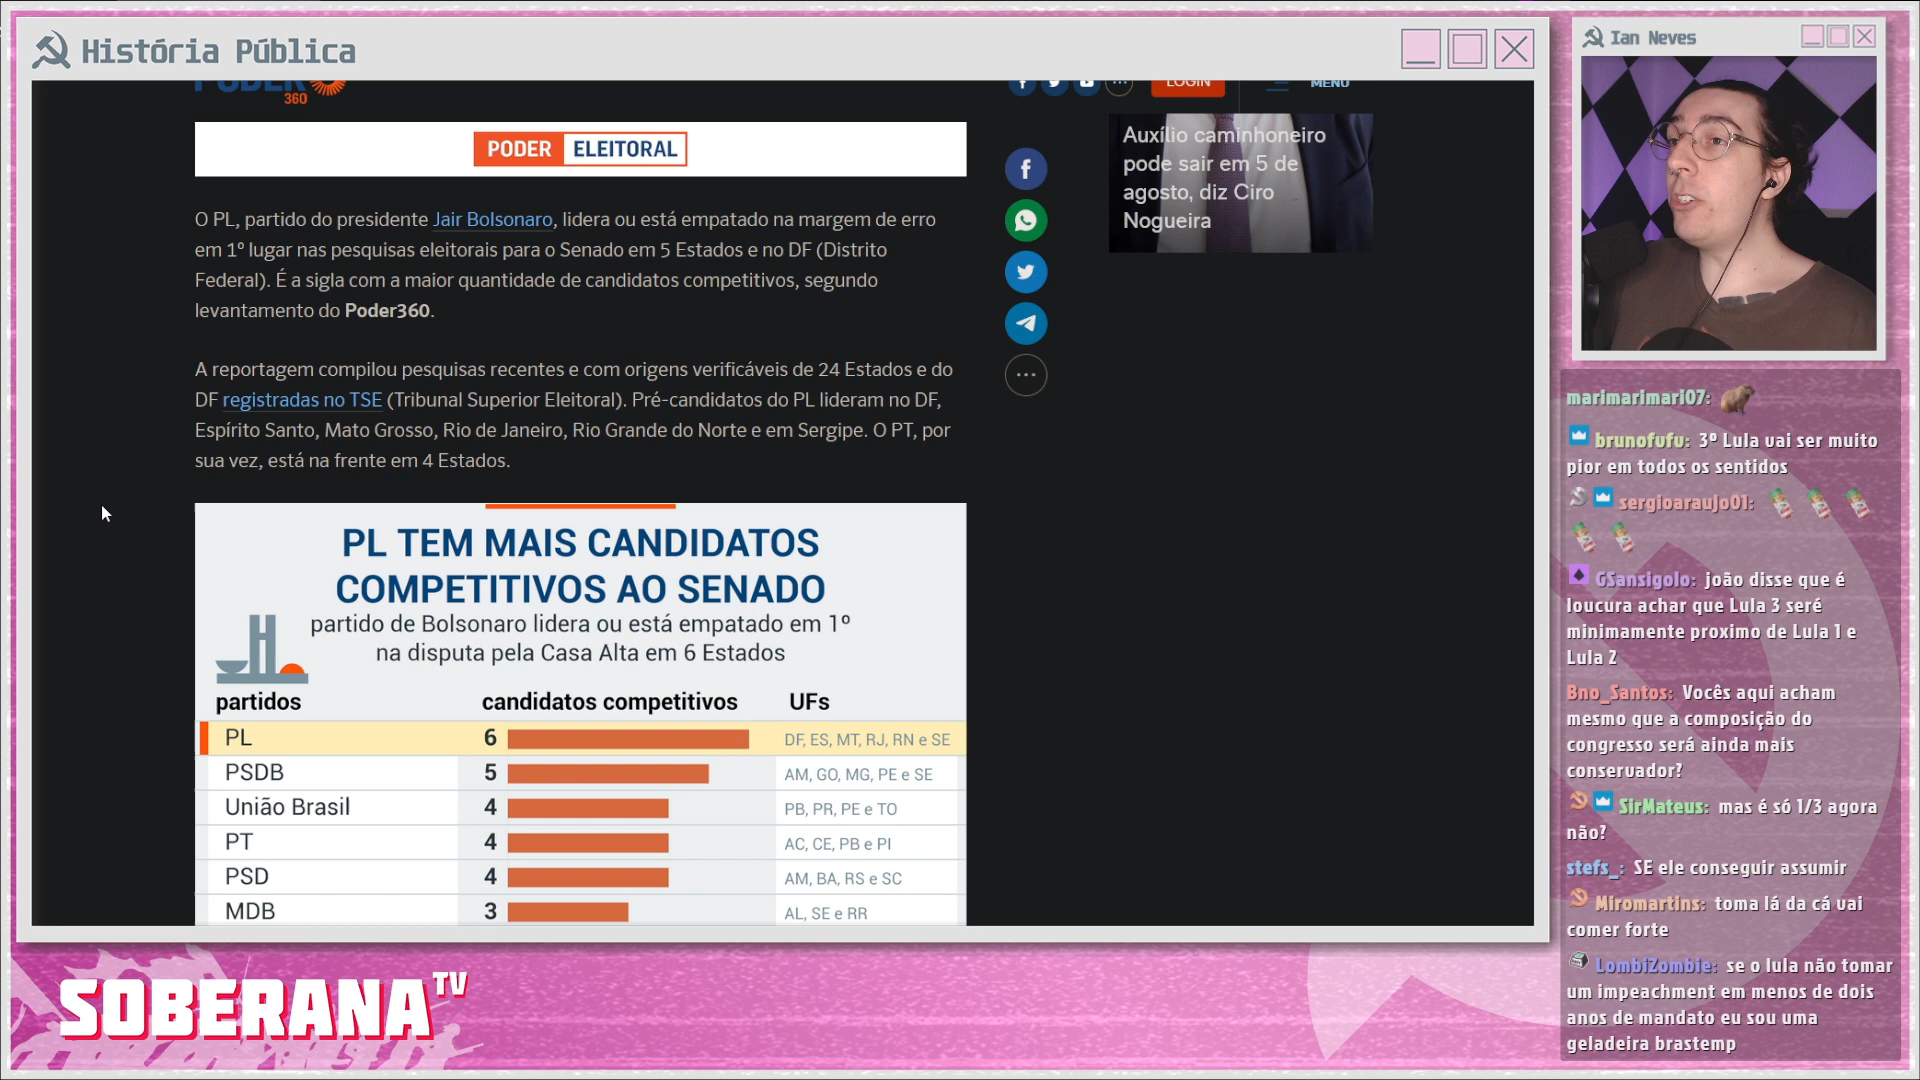 História Pública
PODER
360
LOGIN
MENU
PODER ELEITORAL
O PL, partido do presidente Jair Bolsonaro, lidera ou está empatado na margem de erro
em 1º lugar nas pesquisas eleitorais para o Senado em 5 Estados e no DF (Distrito
Federal). É a sigla com a maior quantidade de candidatos competitivos, segundo
levantamento do Poder360.
A reportagem compilou pesquisas recentes e com origens verificáveis de 24 Estados e do
DF registradas no TSE (Tribunal Superior Eleitoral). Pré-candidatos do PL lideram no DF,
Espírito Santo, Mato Grosso, Rio de Janeiro, Rio Grande do Norte e em Sergipe. O PT, por
sua vez, está na frente em 4 Estados.
PL TEM MAIS CANDIDATOS
COMPETITIVOS AO SENADO
partido de Bolsonaro lidera ou está empatado em 1º
na disputa pela Casa Alta em 6 Estados
partidos candidatos competitivos UFs
PL 6 DF, ES, MT, RJ, RN e SE
PSDB 5 AM, GO, MG, PE e SE
União Brasil 4 PB, PR, PE e TO
PT 4 AC, CE, PB e PI
PSD 4 AM, BA, RS e SC
MDB 3 AL, SE e RR
Auxílio caminhoneiro
pode sair em 5 de
agosto, diz Ciro
Nogueira
Ian Neves
marimarimari07:
brunofufu: 3º Lula vai ser muito
pior em todos os sentidos
sergioaraujo01:
GSansigolo: joão disse que é
loucura achar que Lula 3 seré
minimamente proximo de Lula 1 e
Lula 2
Bno_Santos: Vocês aqui acham
mesmo que a composição do
congresso será ainda mais
conservador?
SirMateus: mas é só 1/3 agora
não?
stefs_: SE ele conseguir assumir
Miromartins: toma lá da cá vai
comer forte
LombiZombie: se o lula não tomar
um impeachment em menos de dois
anos de mandato eu sou uma
geladeira brastemp
SOBERANA TV